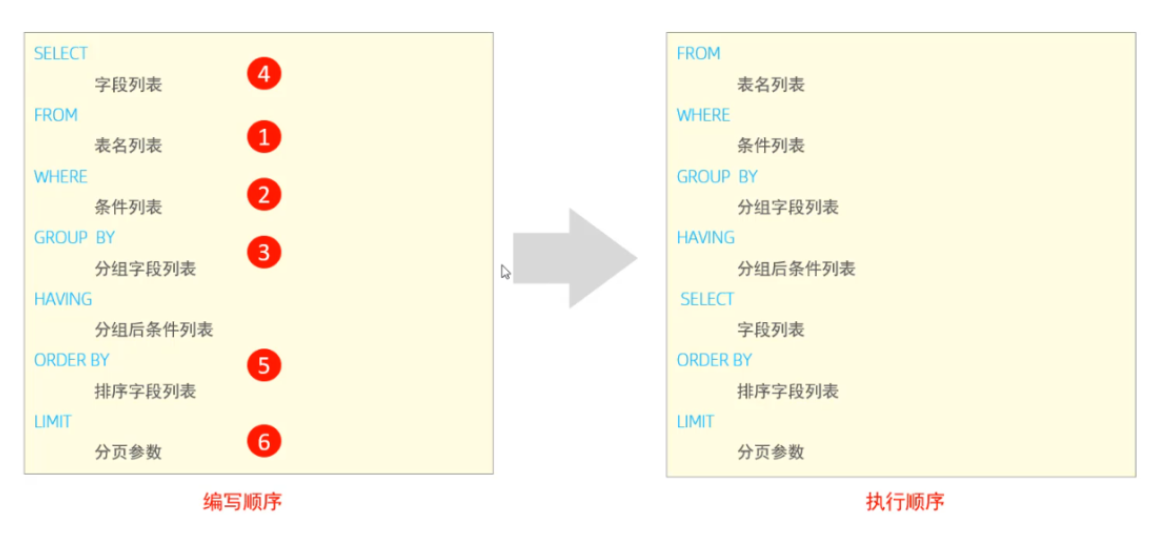 SELECT
字段列表
4
FROM
表名列表
1
WHERE
条件列表
2
GROUP BY
分组字段列表
3
HAVING
分组后条件列表
ORDER BY
排序字段列表
5
LIMIT
分页参数
6
编写顺序
FROM
表名列表
WHERE
条件列表
GROUP BY
分组字段列表
HAVING
分组后条件列表
SELECT
字段列表
ORDER BY
排序字段列表
LIMIT
分页参数
执行顺序